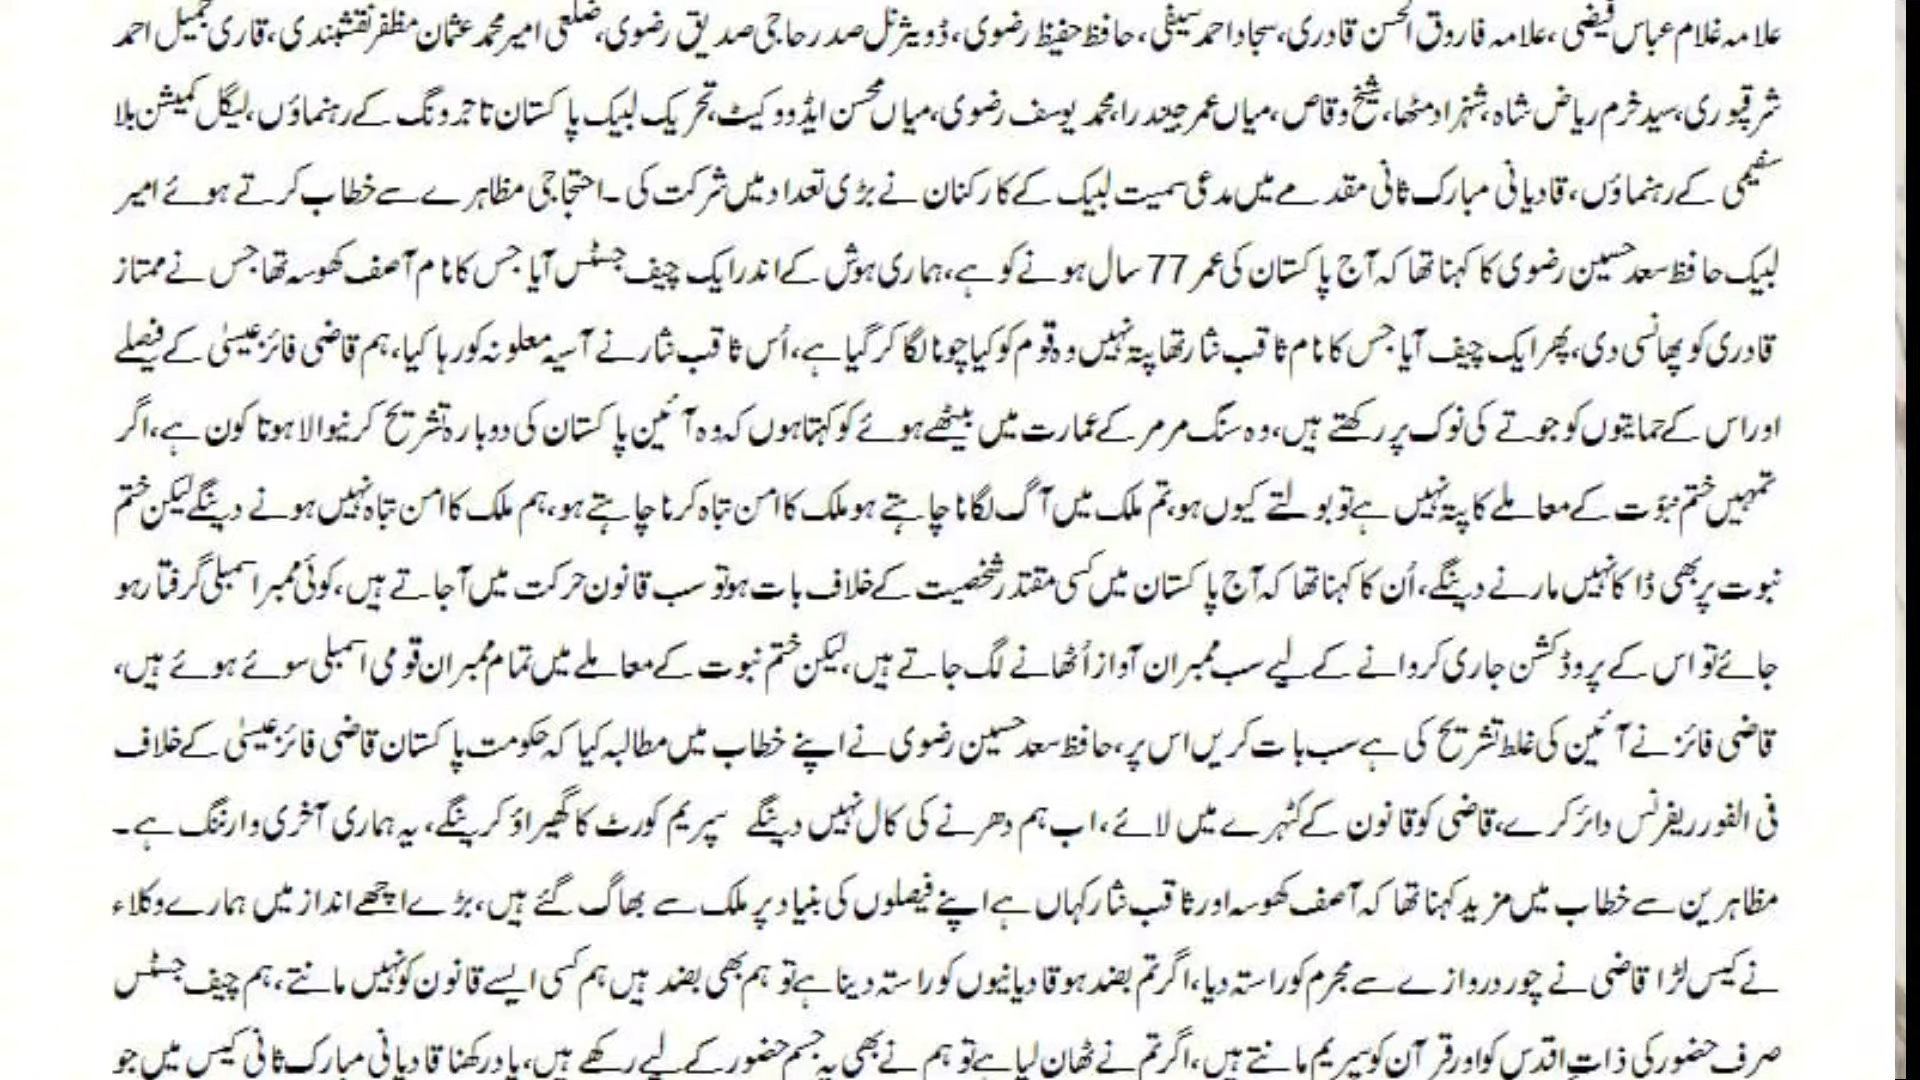 علامہ غلام عباس فیضی، علامہ فاروق الحسن قادری، سجاد احمد سیفی، حافظ حفیظ رضوی، ڈویثرنل صدر حاجی صدیق رضوی، ضلعی امیر محمد عثمان مظفر نقشبندی، قاری جمیل احمد
شرقپوری، سید خرم ریاض شاہ، شہزاد مٹھا، شیخ وقاص، میاں عمر جیندرا، محمد یوسف رضوی، میاں محسن ایڈووکیٹ، تحریک لبیک پاکستان تاجر ونگ کے رہنماؤں، لیگل کمیشن بلا
سفیمی کے رہنماؤں، قادیانی مبارک ثانی مقدمے میں مدعی سمیت لبیک کے کارکنان نے بڑی تعداد میں شرکت کی۔ احتجاجی مظاہرے سے خطاب کرتے ہوئے امیر
لبیک حافظ سعد حسین رضوی کا کہنا تھا کہ آج پاکستان کی عمر 77 سال ہونے کو ہے، ہماری ہوش کے اندر ایک چیف جسٹس آیا جس کا نام آصف کھوسہ تھا جس نے ممتاز
قادری کو پھانسی دی، پھر ایک چیف آیا جس کا نام ثاقب نثار تھا پتہ نہیں وہ قوم کو کیا چونا لگا کر گیا ہے، اُس ثاقب نثار نے آسیہ معلونہ کو رہا کیا، ہم قاضی فائز عیسیٰ کے فیصلے
اور اس کے حمایتوں کو جوتے کی نوک پر رکھتے ہیں، وہ سنگ مرمر کے عمارت میں بیٹھے ہوئے کو کہتا ہوں کہ وہ آئین پاکستان کی دوبارہ تشریح کرنیوالا ہوتا کون ہے، اگر
تمہیں ختم نبوّت کے معاملے کا پتہ نہیں ہے تو بولتے کیوں ہو، تم ملک میں آگ لگانا چاہتے ہو ملک کا امن تباہ کرنا چاہتے ہو، ہم ملک کا امن تباہ نہیں ہونے دینگے لیکن ختم
نبوت پر بھی ڈاکا نہیں مارنے دینگے، اُن کا کہنا تھا کہ آج پاکستان میں کسی مقتدر شخصیت کے خلاف بات ہو تو سب قانون حرکت میں آجاتے ہیں، کوئی ممبر اسمبلی گرفتار ہو
جائے تو اس کے پروڈکشن جاری کروانے کے لیے سب ممبران آواز اُٹھانے لگ جاتے ہیں، لیکن ختم نبوت کے معاملے میں تمام ممبران قومی اسمبلی سوئے ہوئے ہیں،
قاضی فائز نے آئین کی غلط تشریح کی ہے سب بات کریں اس پر، حافظ سعد حسین رضوی نے اپنے خطاب میں مطالبہ کیا کہ حکومت پاکستان قاضی فائز عیسیٰ کے خلاف
فی الفور ریفرنس دائر کرے، قاضی کو قانون کے کٹہرے میں لائے، اب ہم دھرنے کی کال نہیں دینگے سپریم کورٹ کا گھیراؤ کرینگے، یہ ہماری آخری وارننگ ہے۔
مظاہرین سے خطاب میں مزید کہنا تھا کہ آصف کھوسہ اور ثاقب نثار کہاں ہے اپنے فیصلوں کی بنیاد پر ملک سے بھاگ گئے ہیں، بڑے اچھے انداز میں ہمارے وکلاء
نے کیس لڑا قاضی نے چور دروازے سے مجرم کو راستہ دیا، اگر تم بضد ہو قادیانیوں کو راستہ دینا ہے تو ہم بھی بضد ہیں ہم کسی ایسے قانون کو نہیں مانتے، ہم چیف جسٹس
صرف حضور کی ذات اقدس کو اور قرآن کو سپریم مانتے ہیں، اگر تم نے ٹھان لیا ہے تو ہم نے بھی یہ جسم حضور کے لیے رکھے ہیں، یاد رکھنا قادیانی مبارک ثانی کیس میں جو